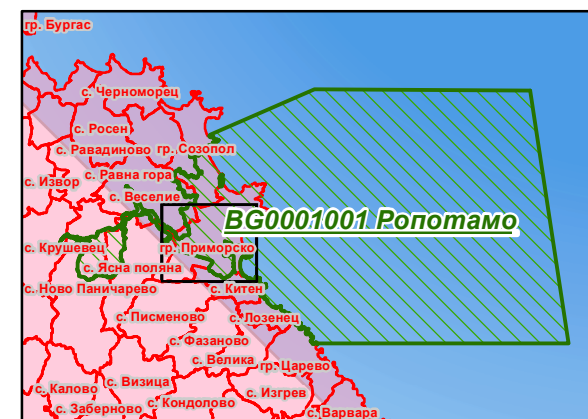 гр. Бургас
с. Черноморец
с. Росен
с. Равадиново гр. Созопол
с. Равна гора
с. Извор
с. Веселие
BG0001001 Ропотамо
с. Крушевец
гр. Приморско
с. Ясна поляна
с. Ново Паничарево
с. Китен
с. Писменово
с. Лозенец
с. Фазаново
с. Велика
гр. Царево
с. Визица
с. Калово
с. Изгрев
с. Кондолово
с. Заберново
с. Варвара